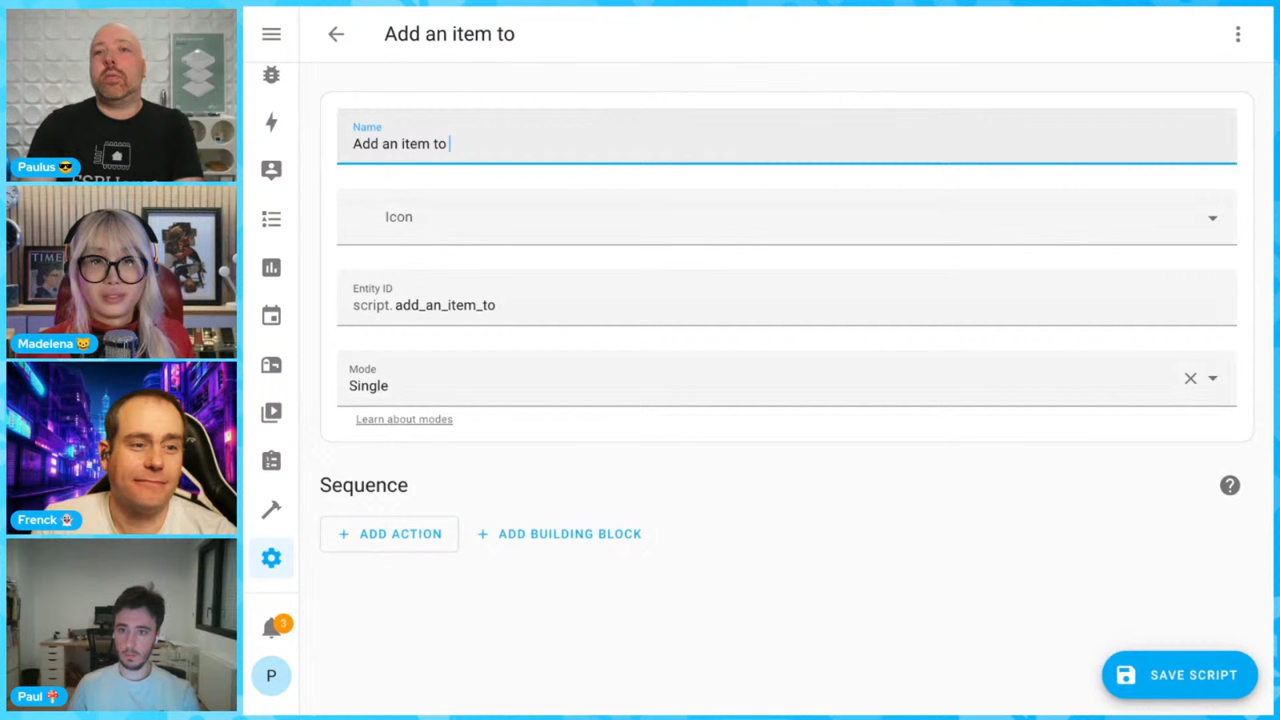 Paulus 😎
TIME
Madelena 😺
Frenck 👻
Paul 🍄
Add an item to
Name
Add an item to
Icon
Entity ID
script. add_an_item_to
Mode
Single
Learn about modes
Sequence
+ ADD ACTION
+ ADD BUILDING BLOCK
3
P
SAVE SCRIPT